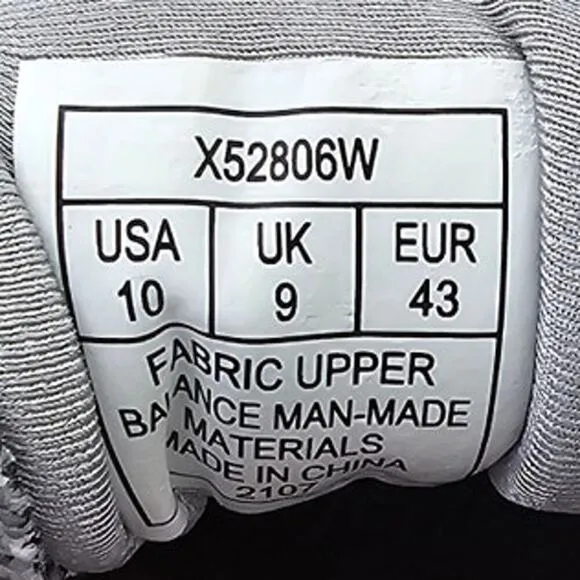 X52806W
USA UK EUR
10 9 43
FABRIC UPPER
BALANCE MAN-MADE
MATERIALS
MADE IN CHINA
2107